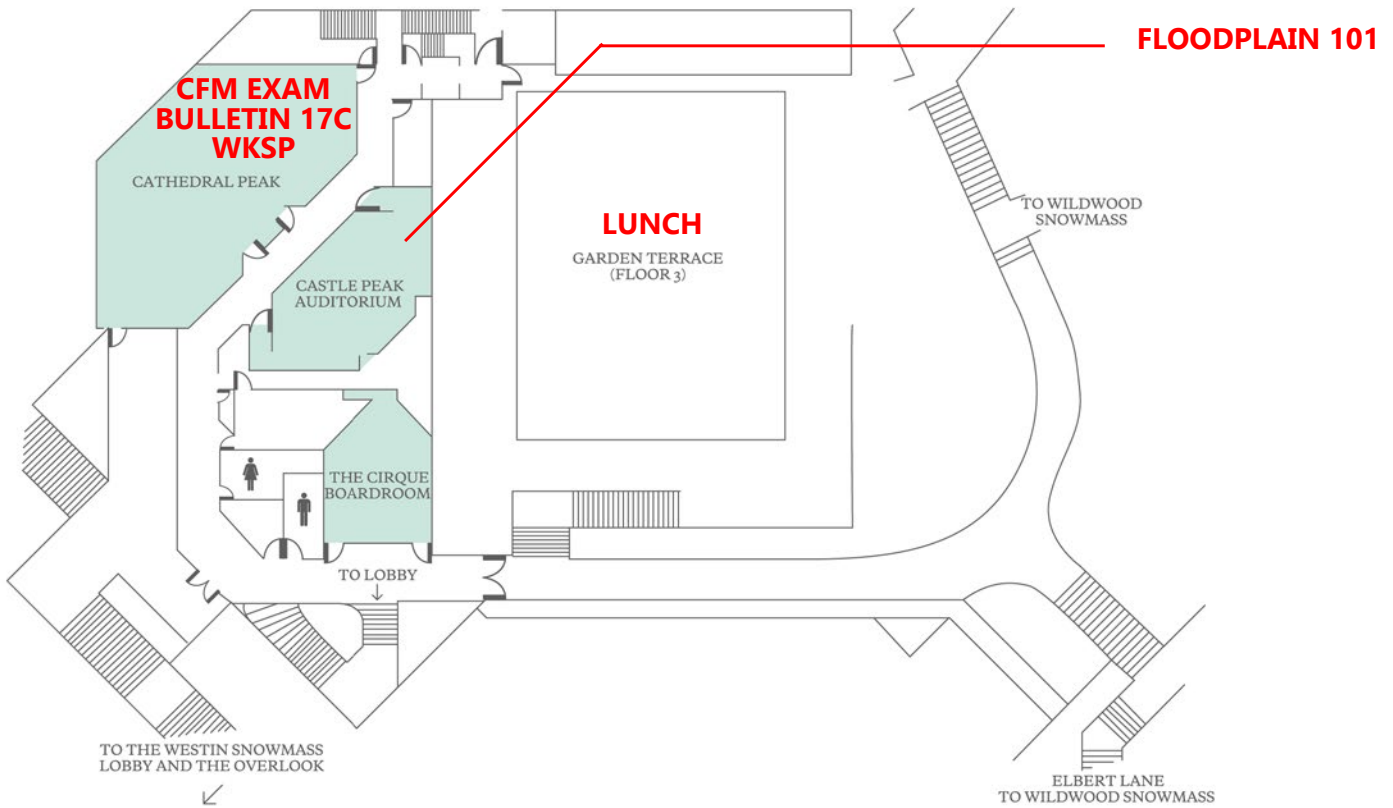 FLOODPLAIN 101
CFM EXAM
BULLETIN 17C
WKSP
CATHEDRAL PEAK
TO WILDWOOD
SNOWMASS
LUNCH
GARDEN TERRACE
(FLOOR 3)
CASTLE PEAK
AUDITORIUM
THE CIRQUE
BOARDROOM
TO LOBBY
TO THE WESTIN SNOWMASS
LOBBY AND THE OVERLOOK
ELBERT LANE
TO WILDWOOD SNOWMASS